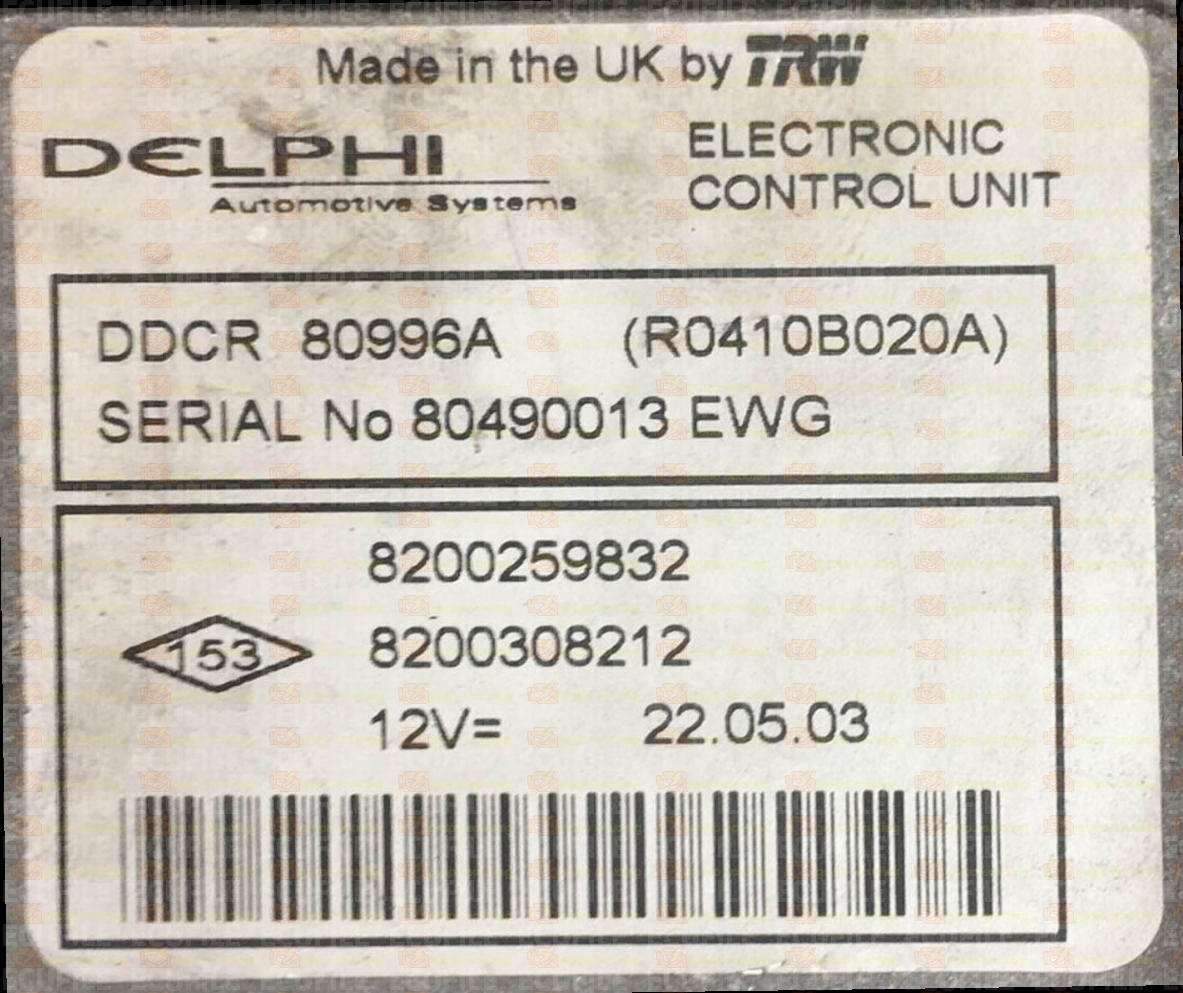 Made in the UK by TRW
DELPHI
Automotive Systems
ELECTRONIC
CONTROL UNIT
DDCR 80996A (R0410B020A)
SERIAL No 80490013 EWG
8200259832
153 8200308212
12V= 22.05.03